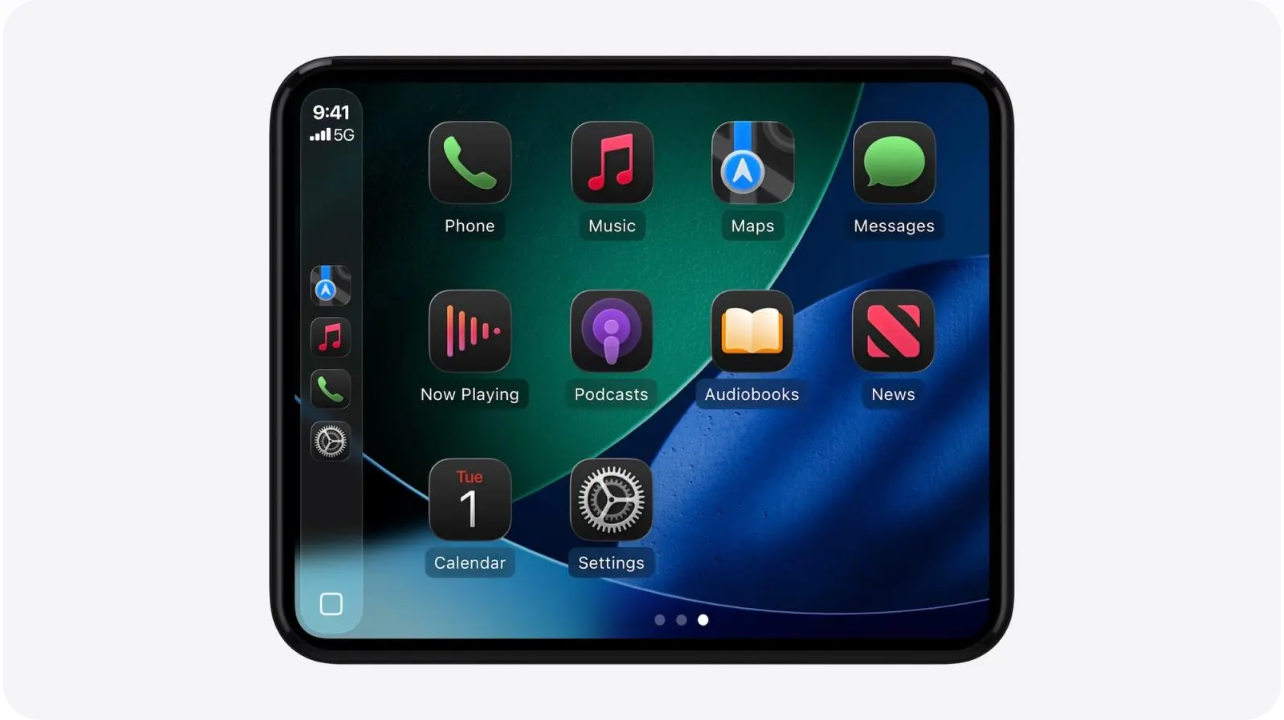 9:41
5G
Phone
Music
Maps
Messages
Now Playing
Podcasts
Audiobooks
News
Tue
1
Calendar
Settings